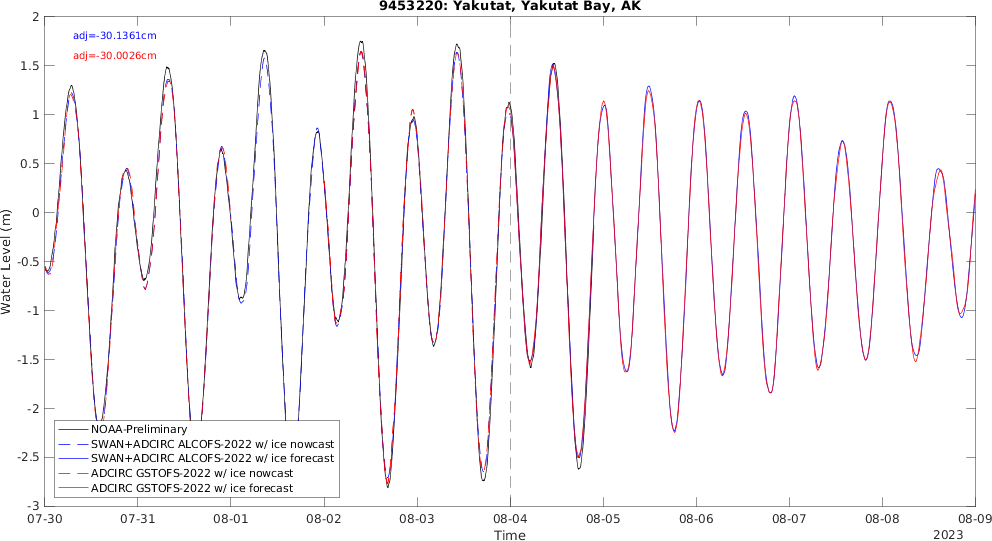 9453220: Yakutat, Yakutat Bay, AK
adj=-30.1361cm
adj=-30.0026cm
Water Level (m)
2
1.5
1
0.5
0
-0.5
-1
-1.5
-2
-2.5
-3
NOAA-Preliminary
SWAN+ADCIRC ALCOFS-2022 w/ ice nowcast
SWAN+ADCIRC ALCOFS-2022 w/ ice forecast
ADCIRC GSTOFS-2022 w/ ice nowcast
ADCIRC GSTOFS-2022 w/ ice forecast
07-30 07-31 08-01 08-02 08-03 08-04 08-05 08-06 08-07 08-08 08-09
Time
2023